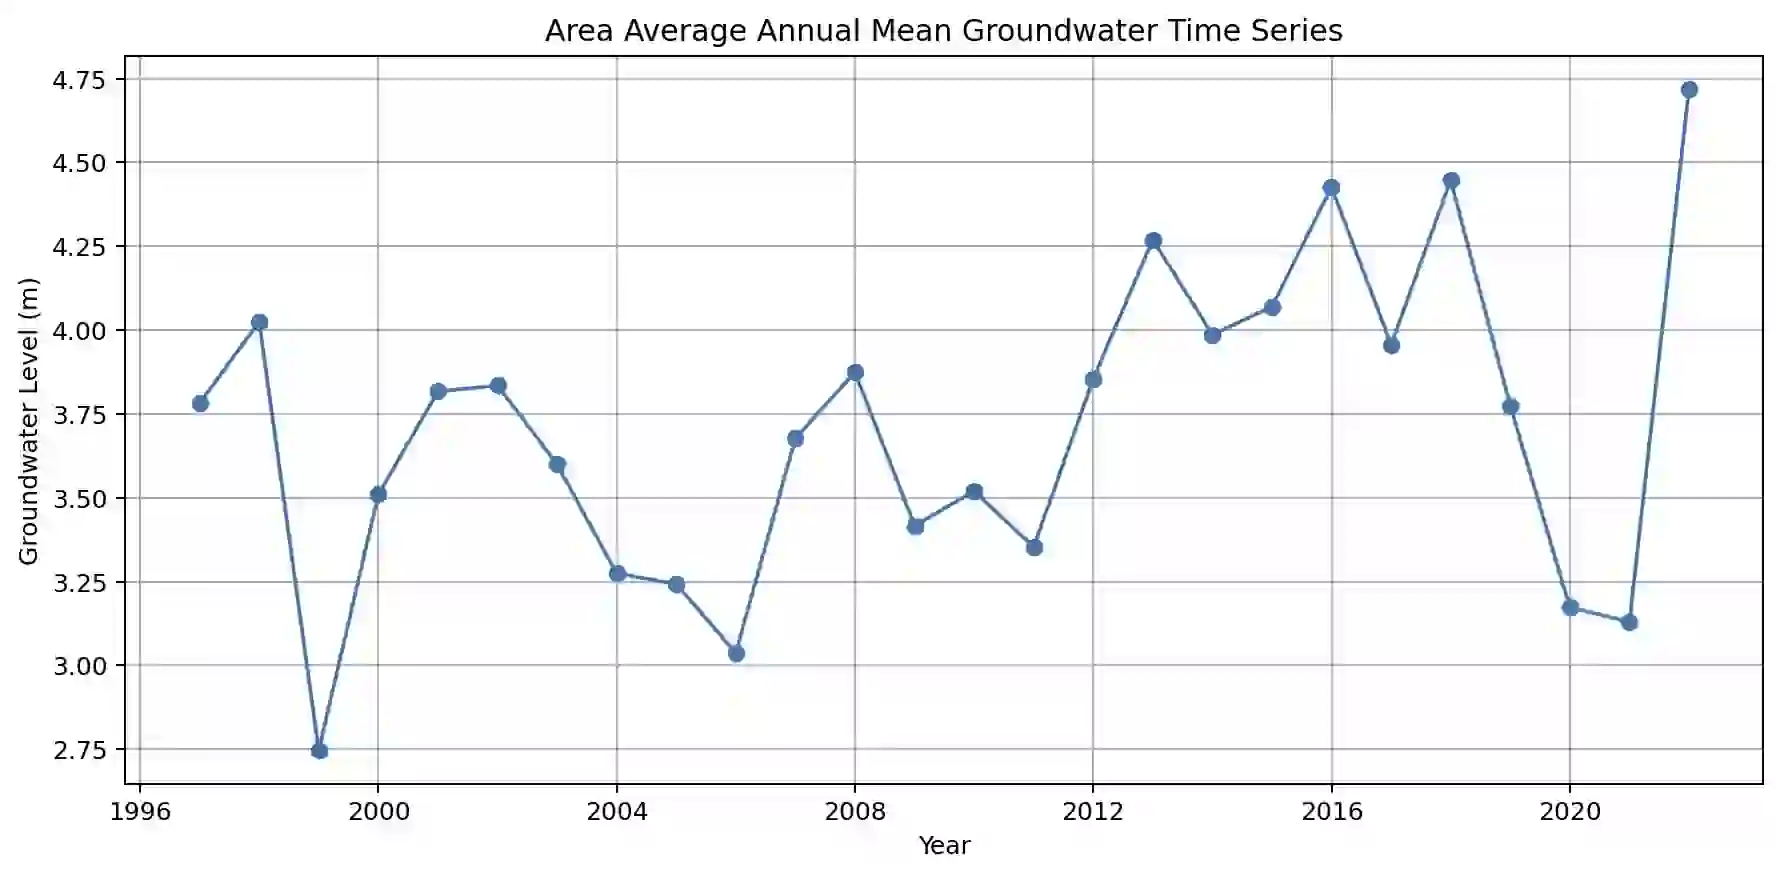 Area Average Annual Mean Groundwater Time Series
Groundwater Level (m)
4.75
4.50
4.25
4.00
3.75
3.50
3.25
3.00
2.75
1996 2000 2004 2008 2012 2016 2020
Year